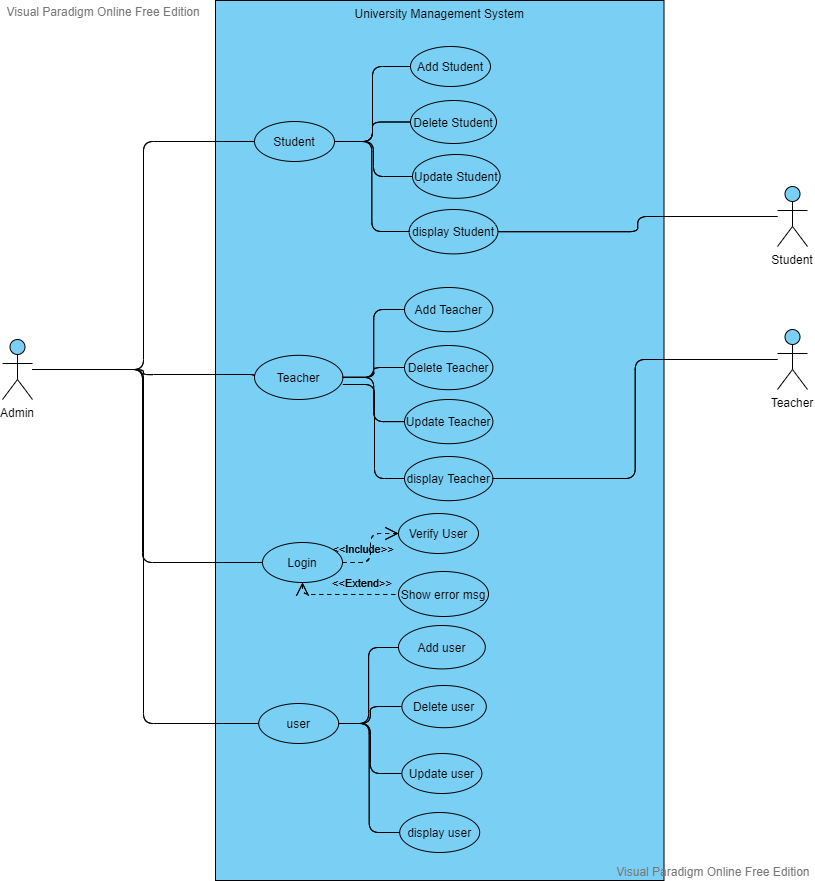 Visual Paradigm Online Free Edition
University Management System
Add Student
Delete Student
Student
Update Student
display Student
Student
Add Teacher
Delete Teacher
Teacher
Update Teacher
display Teacher
Teacher
Admin
Verify User
<<Include>>
Login
<<Extend>>
Show error msg
Add user
Delete user
user
Update user
display user
Visual Paradigm Online Free Edition